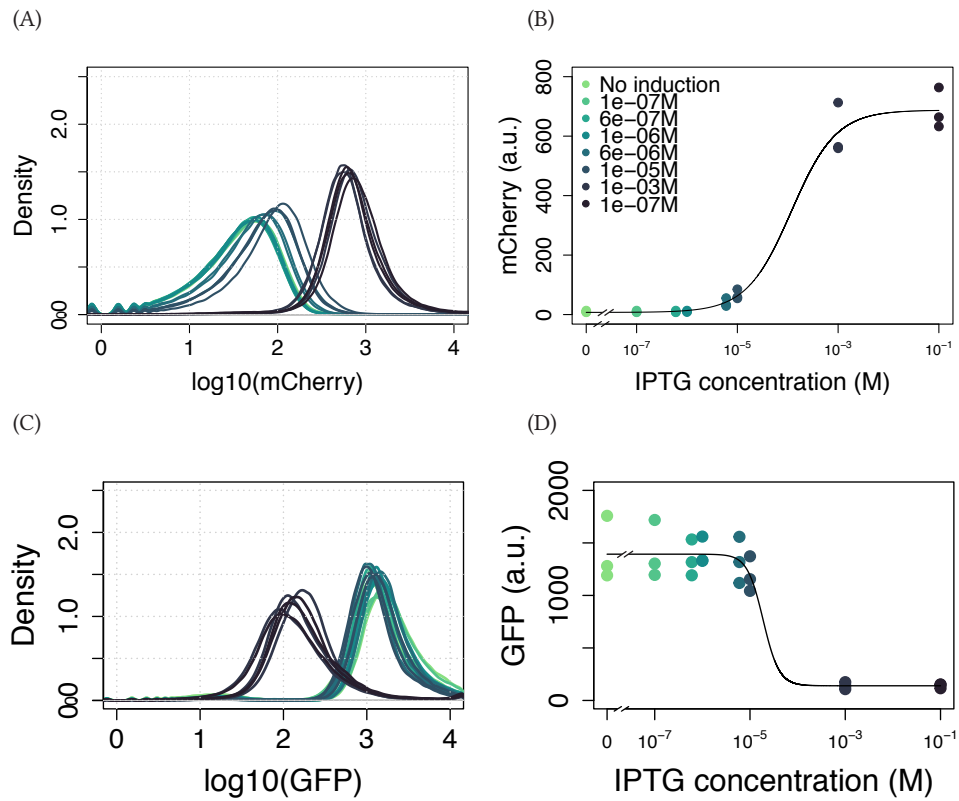 (A)
(B)
Density
0.0
1.0
2.0
0
1
2
3
4
log10(mCherry)
mCherry (a.u.)
0
200
400
600
800
No induction
1e−07M
6e−07M
1e−06M
6e−06M
1e−05M
1e−03M
1e−07M
0
10−7
10−5
10−3
10−1
IPTG concentration (M)
(C)
(D)
Density
0.0
1.0
2.0
0
1
2
3
4
log10(GFP)
GFP (a.u.)
0
1000
2000
0
10−7
10−5
10−3
10−1
IPTG concentration (M)